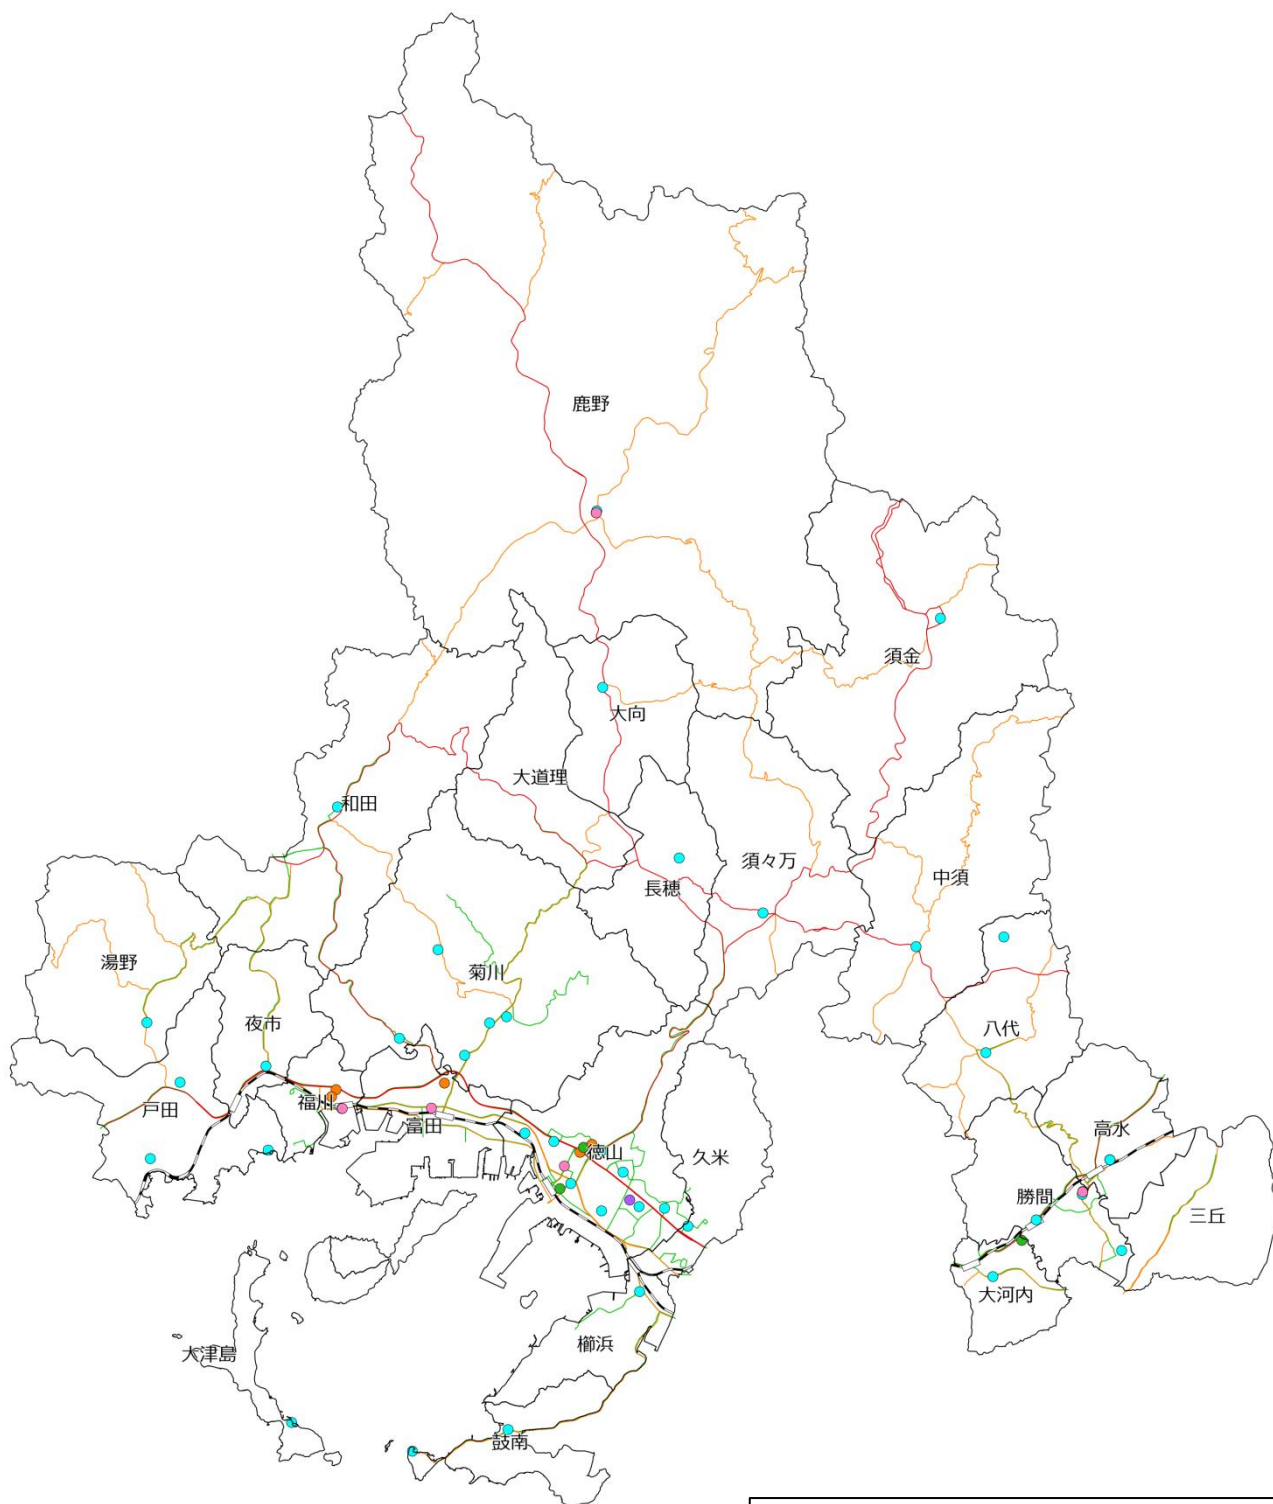 鹿野
須金
大向
大道理
和田
須々万
中須
長穂
湯野
菊川
夜市
八代
戸田
福川
富田
徳山
久米
高水
勝間
三丘
大河内
櫛浜
大津島
鼓南